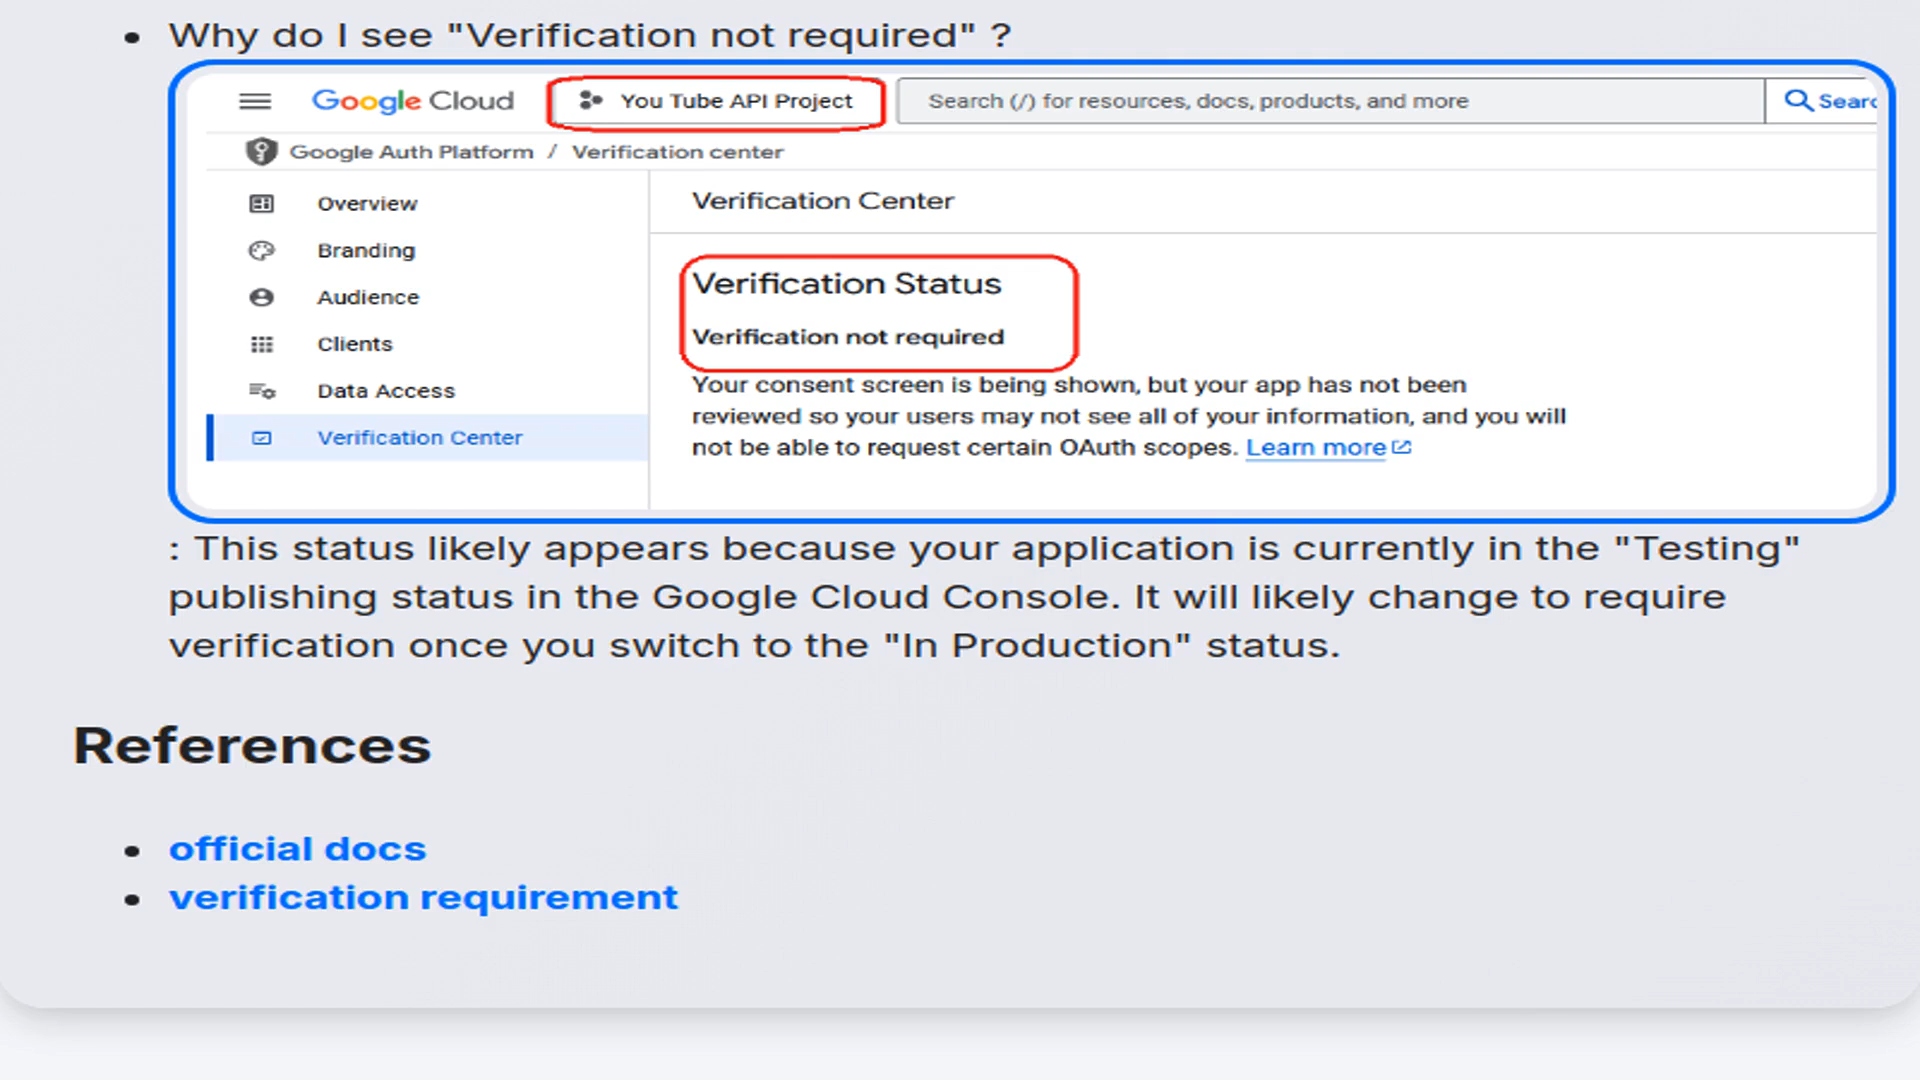 Why do I see "Verification not required" ?
Google Cloud
You Tube API Project
Search (/) for resources, docs, products, and more
Google Auth Platform / Verification center
Overview
Branding
Audience
Clients
Data Access
Verification Center
Verification Center
Verification Status
Verification not required
Your consent screen is being shown, but your app has not been
reviewed so your users may not see all of your information, and you will
not be able to request certain OAuth scopes. Learn more
: This status likely appears because your application is currently in the "Testing"
publishing status in the Google Cloud Console. It will likely change to require
verification once you switch to the "In Production" status.
References
official docs
verification requirement